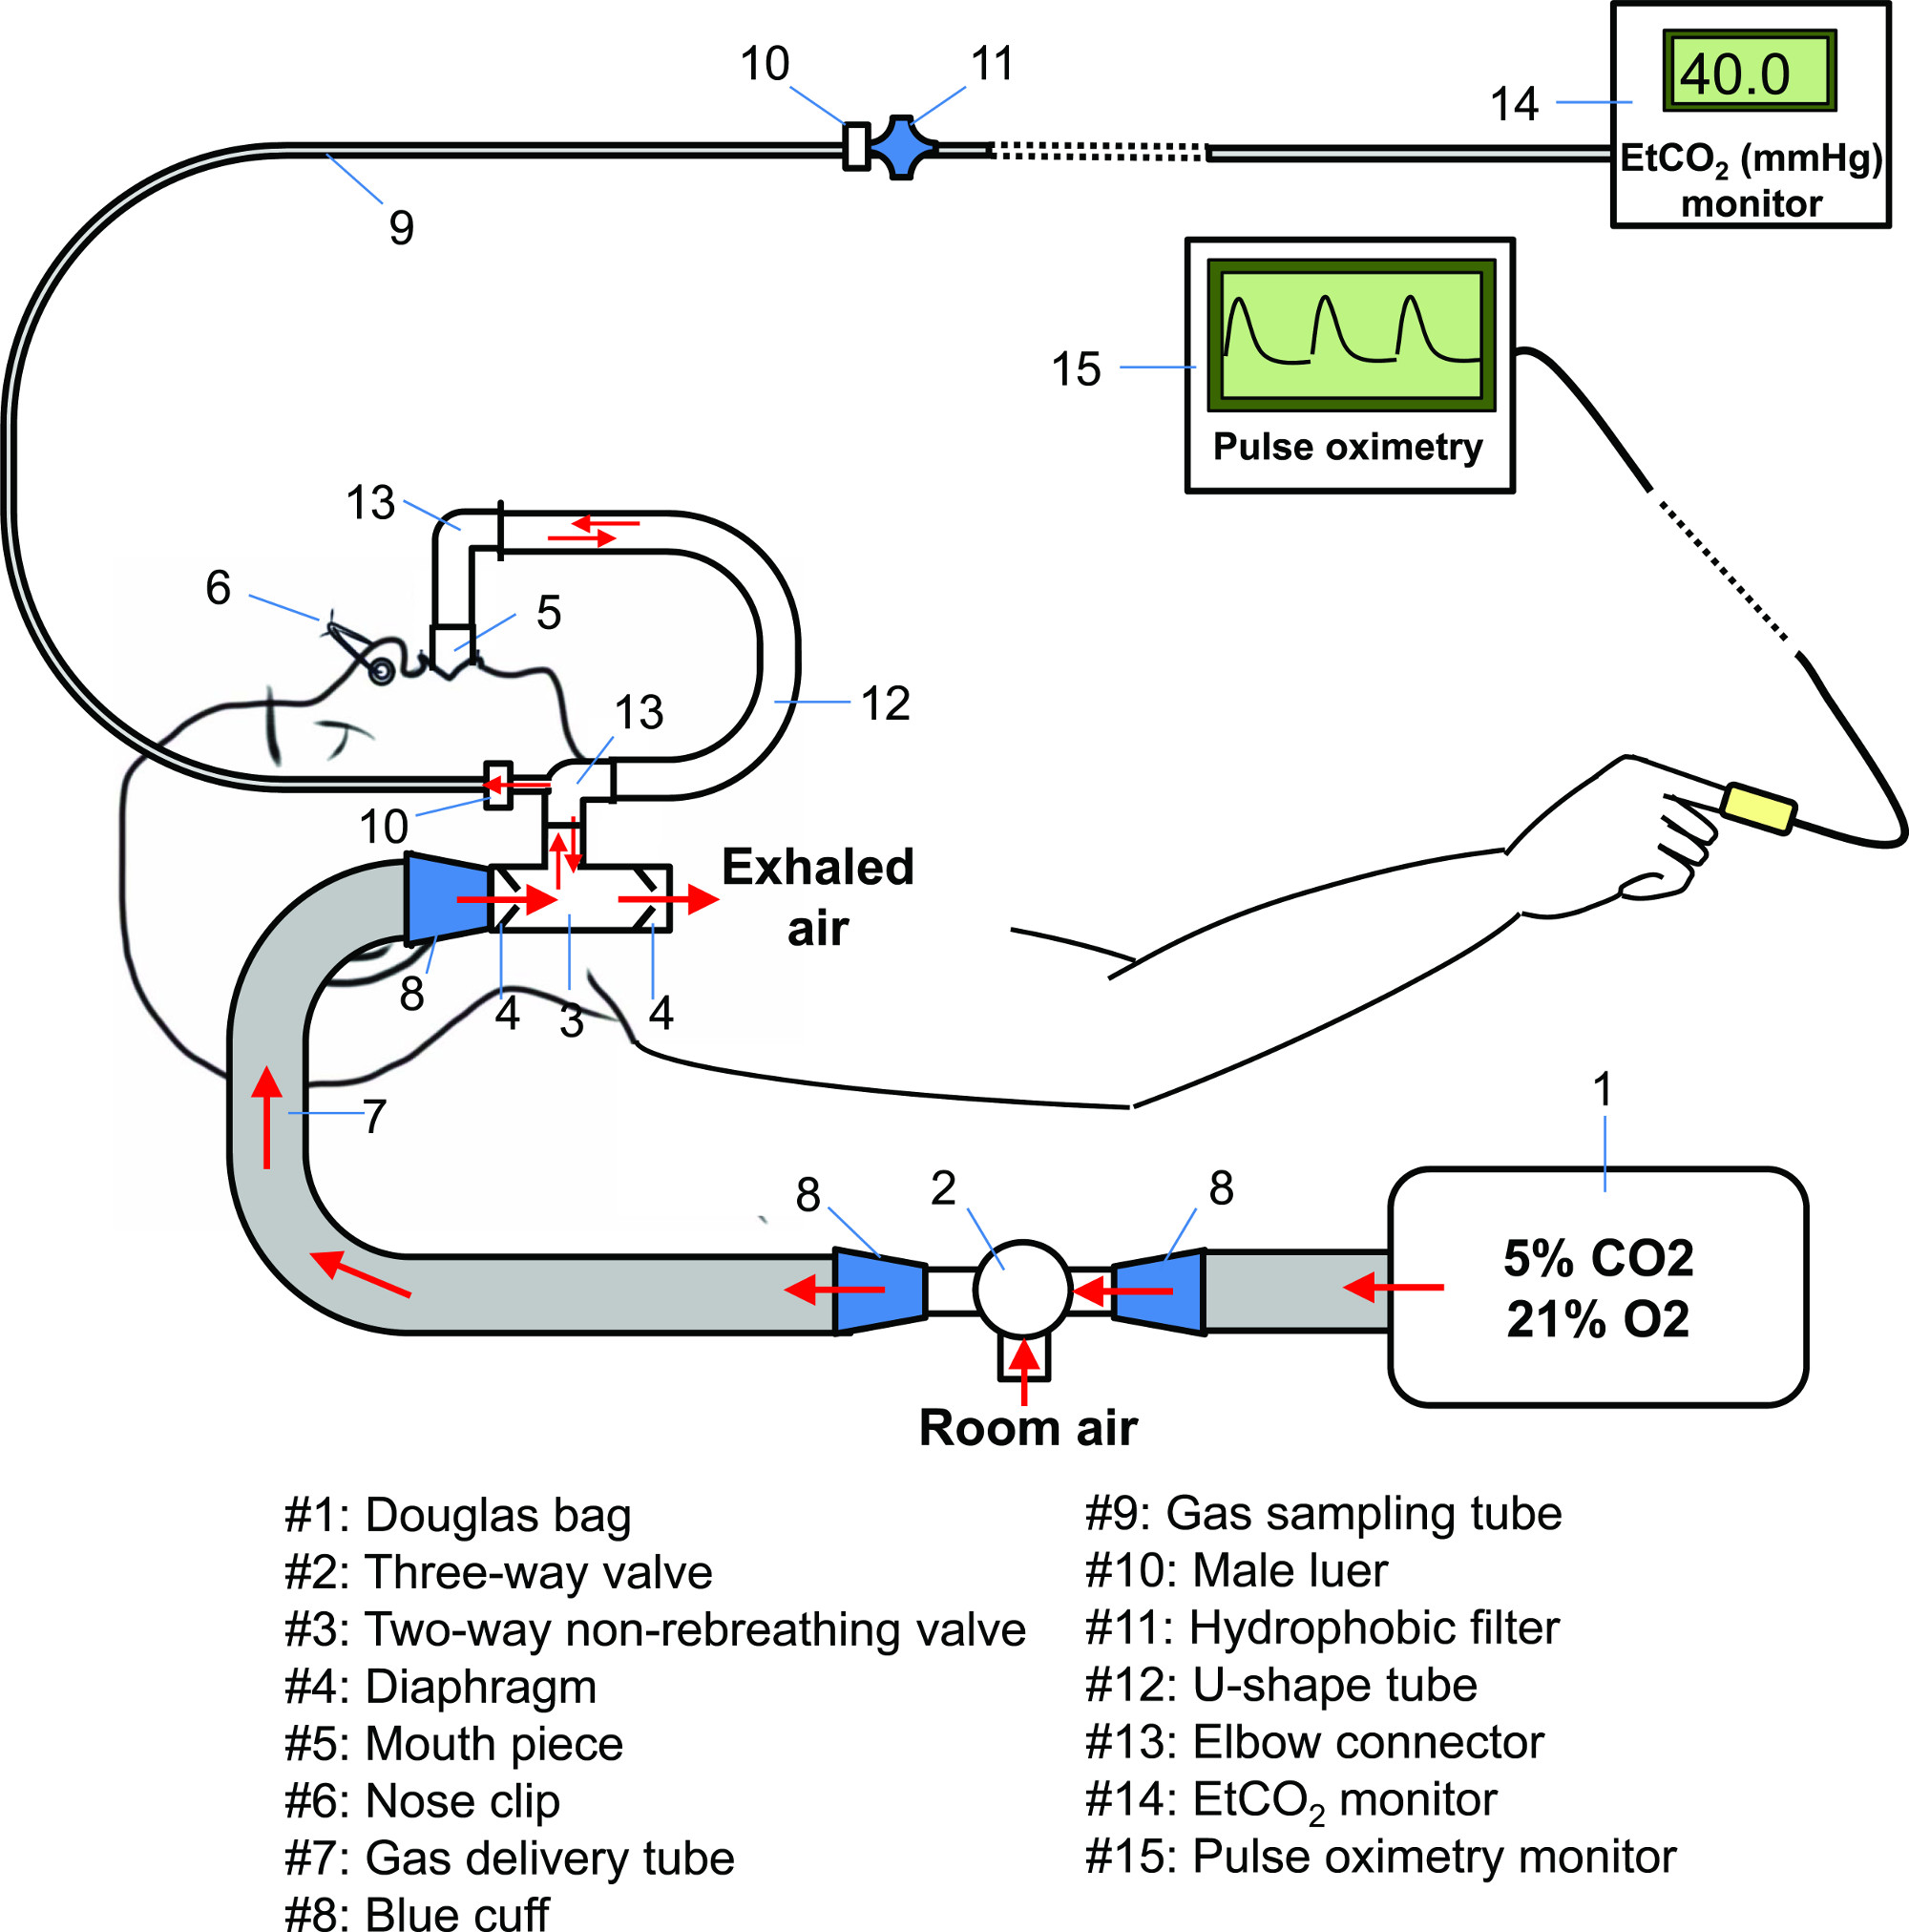 10
11
14
40.0
EtCO2 (mmHg)
monitor
9
15
Pulse oximetry
13
6
5
13
12
10
Exhaled
air
8
4
3
4
7
1
8
2
8
5% CO2
21% O2
Room air
#1: Douglas bag
#2: Three-way valve
#3: Two-way non-rebreathing valve
#4: Diaphragm
#5: Mouth piece
#6: Nose clip
#7: Gas delivery tube
#8: Blue cuff
#9: Gas sampling tube
#10: Male luer
#11: Hydrophobic filter
#12: U-shape tube
#13: Elbow connector
#14: EtCO2 monitor
#15: Pulse oximetry monitor